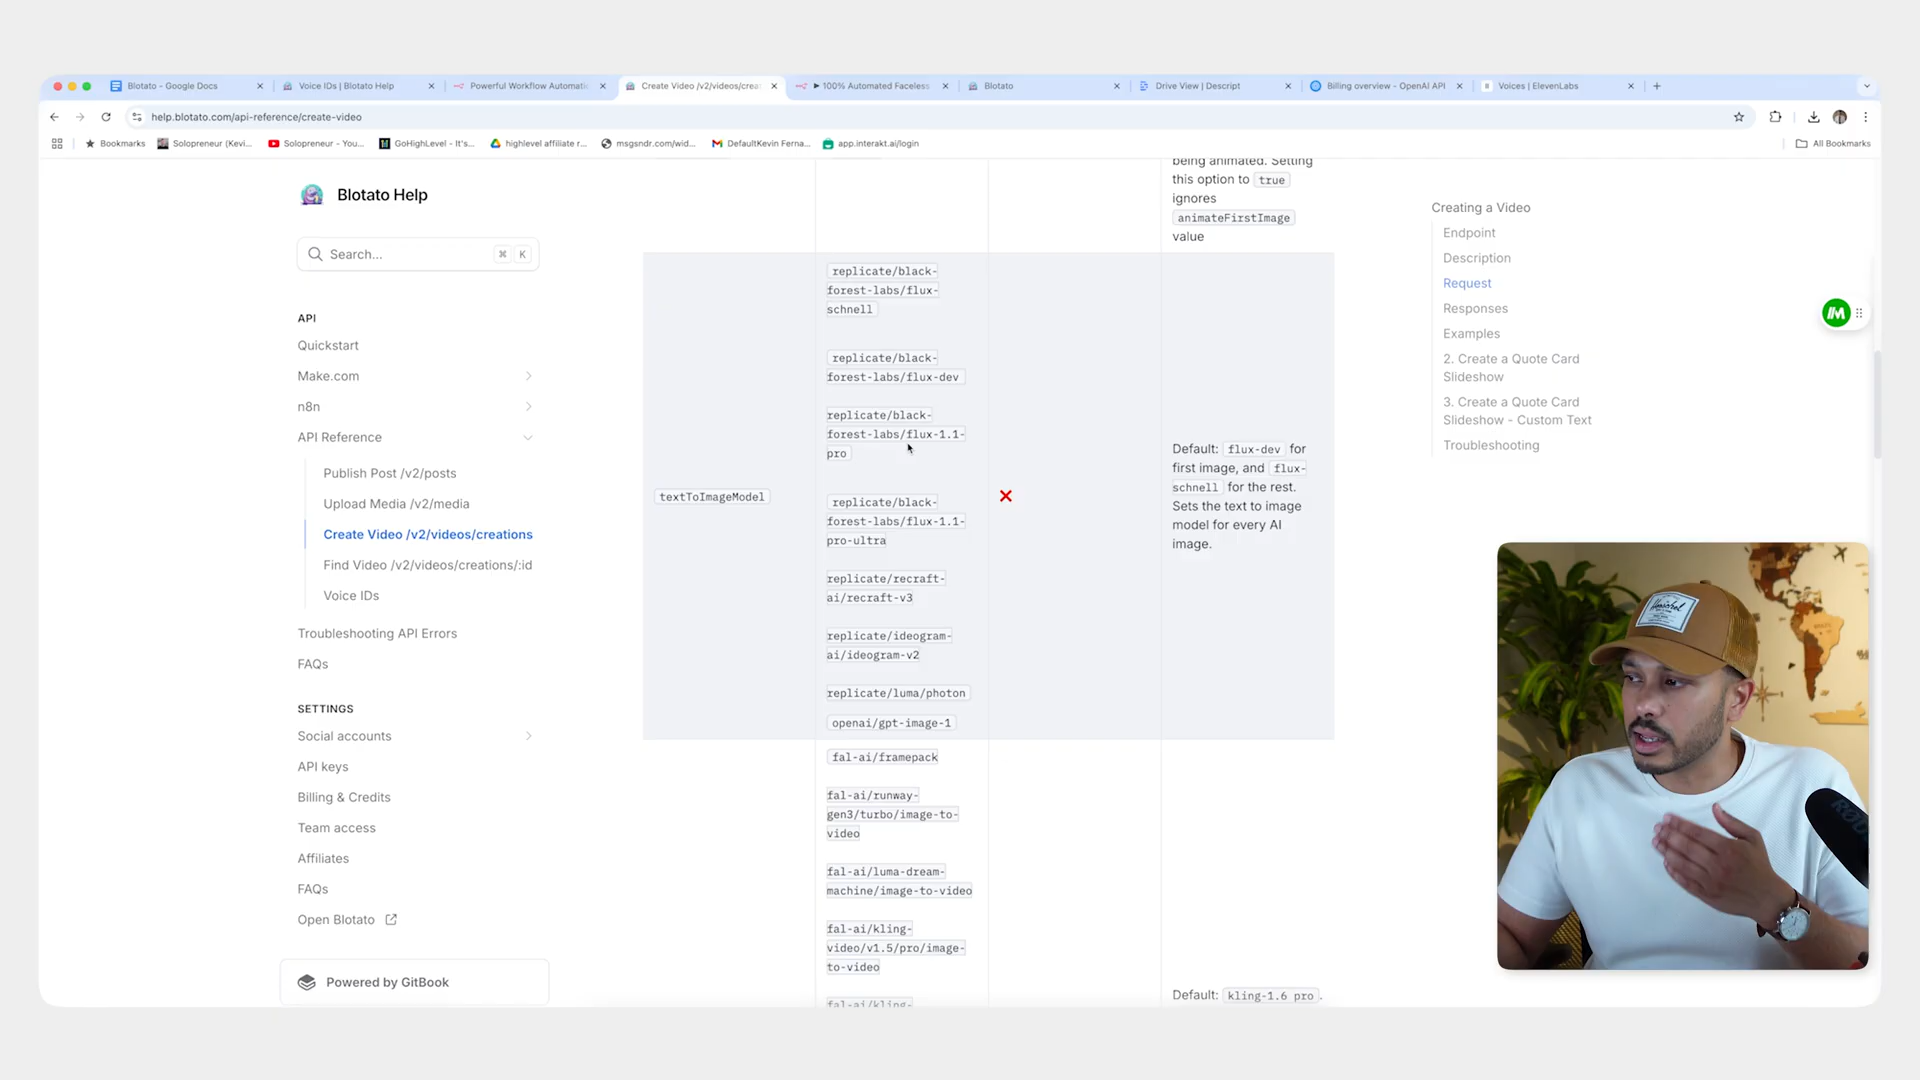 Blotato - Google Docs
Voice IDs | Blotato Help
Powerful Workflow Automati
Create Video /v2/videos/crea
► 100% Automated Faceless
Blotato
Drive View | Descript
Billing overview - OpenAI API
Voices | ElevenLabs
help.blotato.com/api-reference/create-video
Bookmarks
Solopreneur (Kevi...
Solopreneur - You...
GoHighLevel - It's...
highlevel affiliate r...
msgsndr.com/wid...
DefaultKevin Ferna...
app.interakt.ai/login
All Bookmarks
Blotato Help
Search...
⌘ K
API
Quickstart
Make.com
n8n
API Reference
Publish Post /v2/posts
Upload Media /v2/media
Create Video /v2/videos/creations
Find Video /v2/videos/creations/:id
Voice IDs
Troubleshooting API Errors
FAQs
SETTINGS
Social accounts
API keys
Billing & Credits
Team access
Affiliates
FAQs
Open Blotato
Powered by GitBook
being animated. Setting
this option to true
ignores
animateFirstImage
value
textToImageModel
replicate/black-
forest-labs/flux-
schnell
replicate/black-
forest-labs/flux-dev
replicate/black-
forest-labs/flux-1.1-
pro
replicate/black-
forest-labs/flux-1.1-
pro-ultra
replicate/recraft-
ai/recraft-v3
replicate/ideogram-
ai/ideogram-v2
replicate/luma/photon
openai/gpt-image-1
Default: flux-dev for
first image, and flux-
schnell for the rest.
Sets the text to image
model for every AI
image.
fal-ai/framepack
fal-ai/runway-
gen3/turbo/image-to-
video
fal-ai/luma-dream-
machine/image-to-video
fal-ai/kling-
video/v1.5/pro/image-
to-video
fal-ai/kling-
Default: kling-1.6 pro.
Creating a Video
Endpoint
Description
Request
Responses
Examples
2. Create a Quote Card
Slideshow
3. Create a Quote Card
Slideshow - Custom Text
Troubleshooting
Herschel